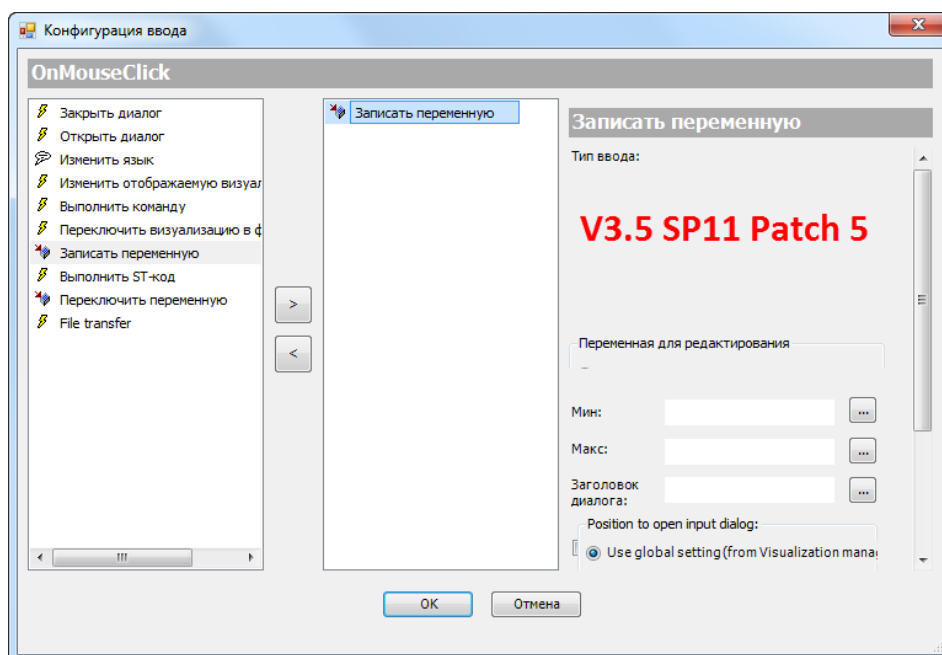 Конфигурация ввода
OnMouseClick
Закрыть диалог
Открыть диалог
Изменить язык
Изменить отображаемую визуал
Выполнить команду
Переключить визуализацию в ф
Записать переменную
Выполнить ST-код
Переключить переменную
File transfer
>
<
Записать переменную
Записать переменную
Тип ввода:
V3.5 SP11 Patch 5
Переменная для редактирования
Мин:
...
Макс:
...
Заголовок
диалога:
...
Position to open input dialog:
Use global setting(from Visualization mana
OK
Отмена